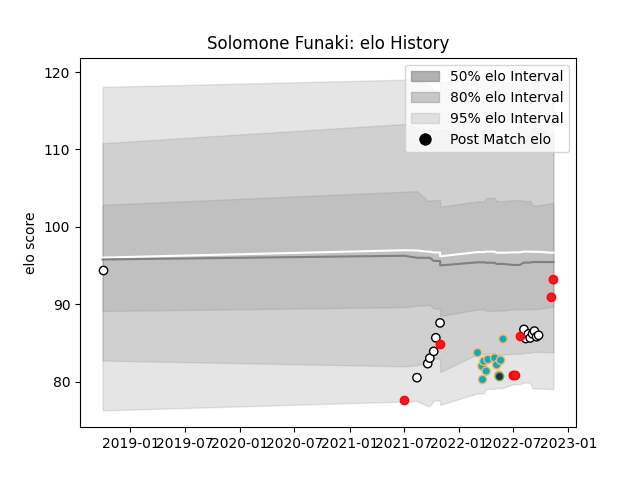 Solomone Funaki: elo History
120
110
100
90
80
elo score
50% elo Interval
80% elo Interval
95% elo Interval
Post Match elo
2019-01 2019-07 2020-01 2020-07 2021-01 2021-07 2022-01 2022-07 2023-01